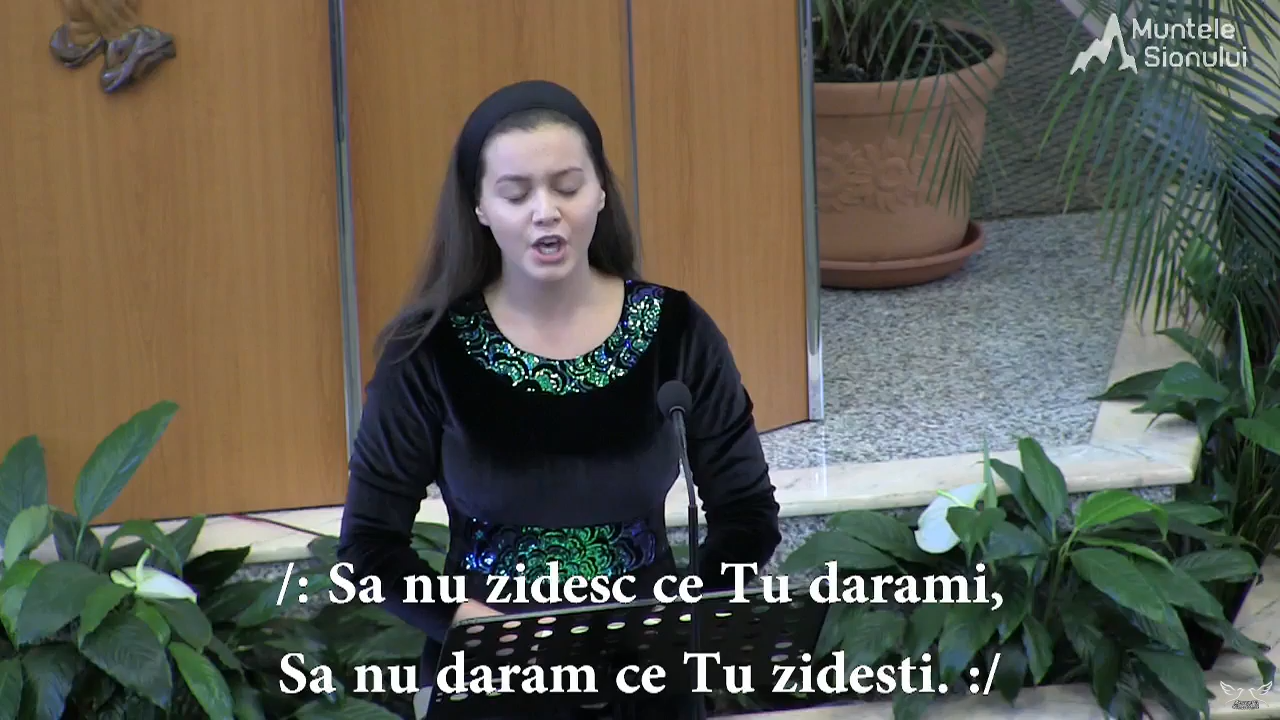 Muntele
Sionului
/: Sa nu zidesc ce Tu darami,
Sa nu daram ce Tu zidesti. :/